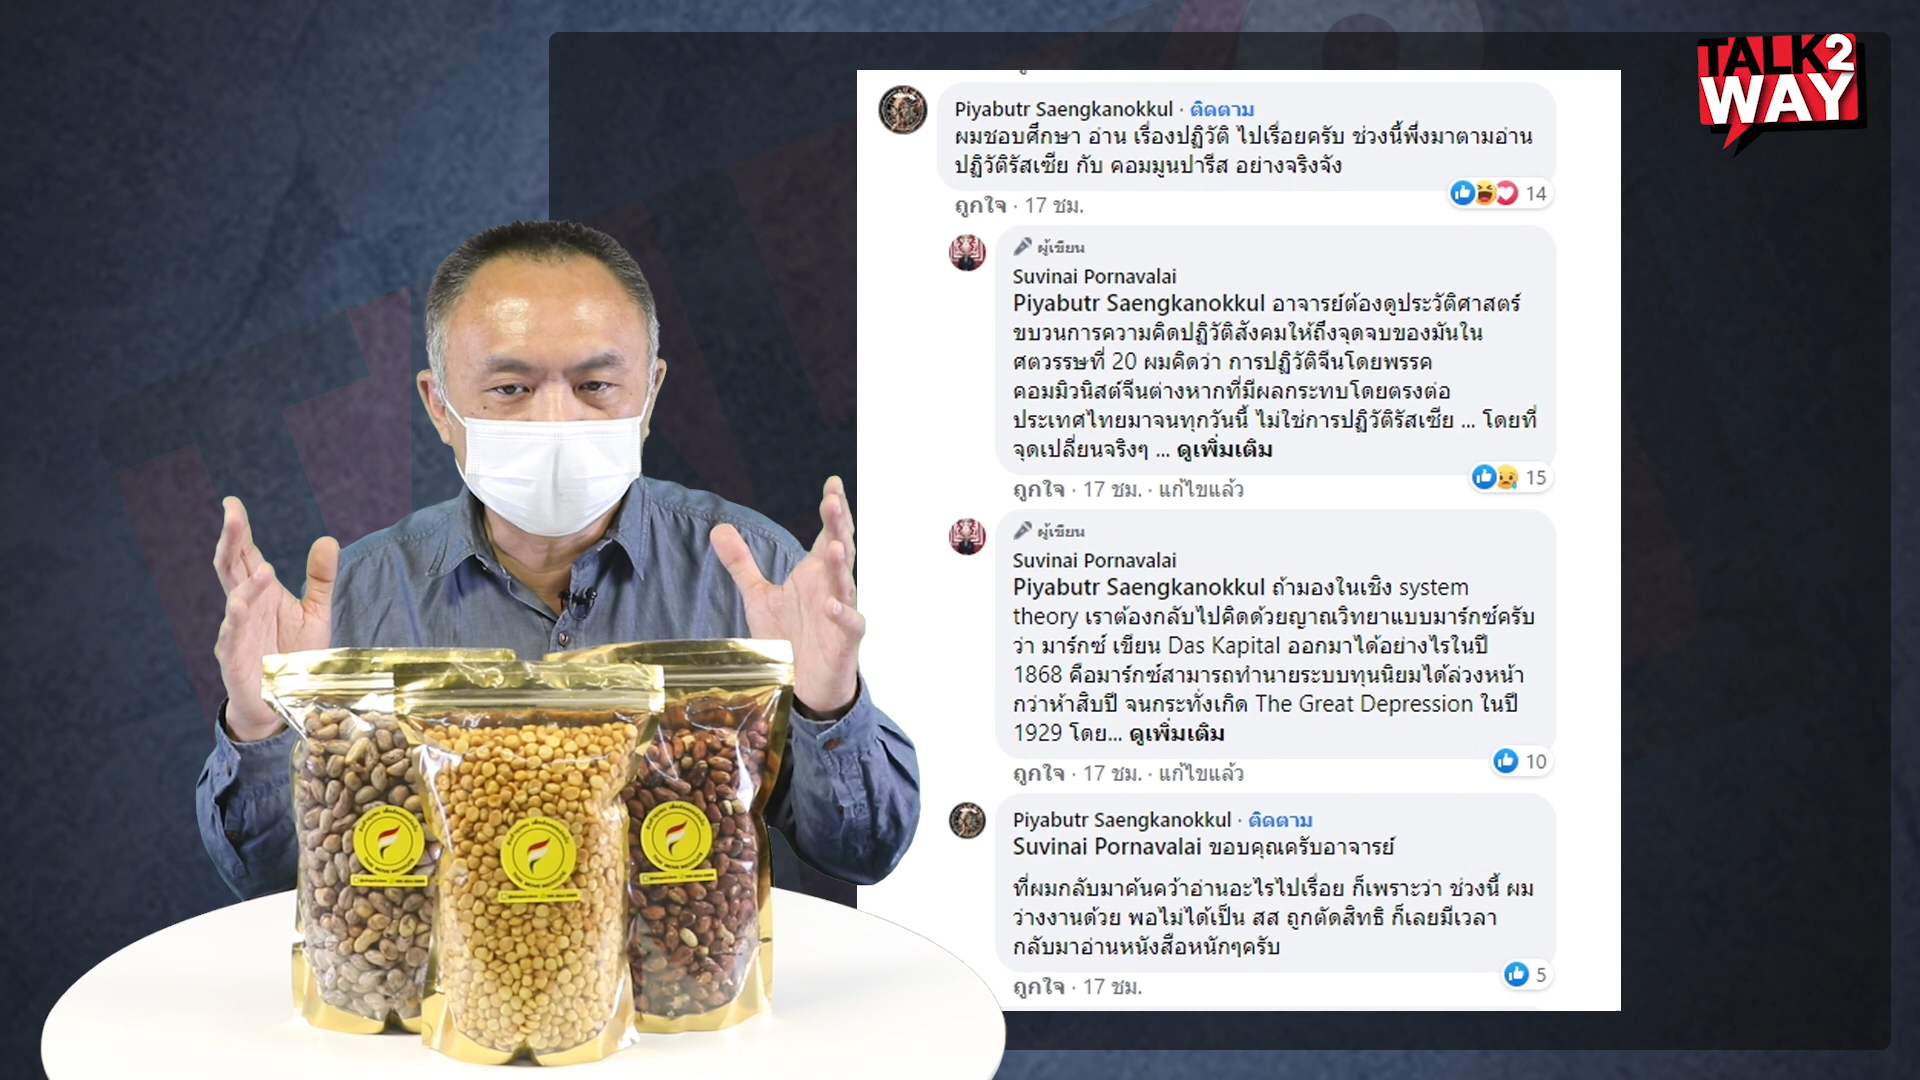 TALK2
WAY
Piyabutr Saengkanokkul · ติดตาม
ผมชอบศึกษา อ่าน เรื่องปฏิวัติ ไปเรื่อยครับ ช่วงนี้พึ่งมาตามอ่าน
ปฏิวัติรัสเซีย กับ คอมมูนปารีส อย่างจริงจัง
14
ถูกใจ · 17 ชม.
ผู้เขียน
Suvinai Pornavalai
Piyabutr Saengkanokkul อาจารย์ต้องดูประวัติศาสตร์
ขบวนการความคิดปฏิวัติสังคมให้ถึงจุดจบของมันใน
ศตวรรษที่ 20 ผมคิดว่า การปฏิวัติจีนโดยพรรค
คอมมิวนิสต์จีนต่างหากที่มีผลกระทบโดยตรงต่อ
ประเทศไทยมาจนทุกวันนี้ ไม่ใช่การปฏิวัติรัสเซีย ... โดยที่
จุดเปลี่ยนจริงๆ ... ดูเพิ่มเติม
15
ถูกใจ · 17 ชม. · แก้ไขแล้ว
ผู้เขียน
Suvinai Pornavalai
Piyabutr Saengkanokkul ถ้ามองในเชิง system
theory เราต้องกลับไปคิดด้วยญาณวิทยาแบบมาร์กซ์ครับ
ว่า มาร์กซ์ เขียน Das Kapital ออกมาได้อย่างไรในปี
1868 คือมาร์กซ์สามารถทำนายระบบทุนนิยมได้ล่วงหน้า
กว่าห้าสิบปี จนกระทั่งเกิด The Great Depression ในปี
1929 โดย... ดูเพิ่มเติม
10
ถูกใจ · 17 ชม. · แก้ไขแล้ว
Piyabutr Saengkanokkul · ติดตาม
Suvinai Pornavalai ขอบคุณครับอาจารย์
ที่ผมกลับมาค้นคว้าอ่านอะไรไปเรื่อย ก็เพราะว่า ช่วงนี้ ผม
ว่างงานด้วย พอไม่ได้เป็น สส ถูกตัดสิทธิ ก็เลยมีเวลา
กลับมาอ่านหนังสือหนักๆครับ
5
ถูกใจ · 17 ชม.